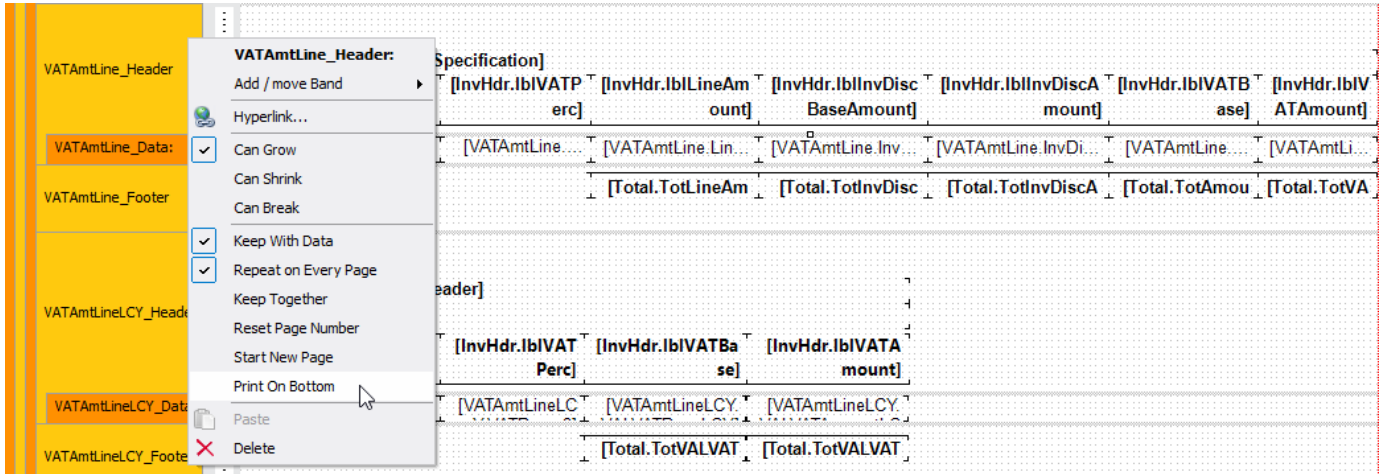 VATAmtLine_Header
VATAmtLine_Header:
Add / move Band
Hyperlink...
Can Grow
Can Shrink
Can Break
Keep With Data
Repeat on Every Page
Keep Together
Reset Page Number
Start New Page
Print On Bottom
Paste
Delete
Specification]
[InvHdr.lblVATP [InvHdr.lblLineAm [InvHdr.lblInvDisc [InvHdr.lblInvDiscA [InvHdr.lblVATB [InvHdr.lblV
erc] ount] BaseAmount] mount] ase] ATAmount]
VATAmtLine_Data:
[VATAmtLine.... [VATAmtLine.Lin... [VATAmtLine.Inv... [VATAmtLine.InvDi... [VATAmtLine.... [VATAmtLi...
VATAmtLine_Footer
[Total.TotLineAm [Total.TotInvDisc [Total.TotInvDiscA [Total.TotAmou [Total.TotVA
VATAmtLineLCY_Heade
eader]
[InvHdr.lblVAT [InvHdr.lblVATBa [InvHdr.lblVATA
Perc] se] mount]
VATAmtLineLCY_Data
[VATAmtLineLC [VATAmtLineLCY. [VATAmtLineLCY.
VATAmtLineLCY_Foote
[Total.TotVALVAT [Total.TotVALVAT